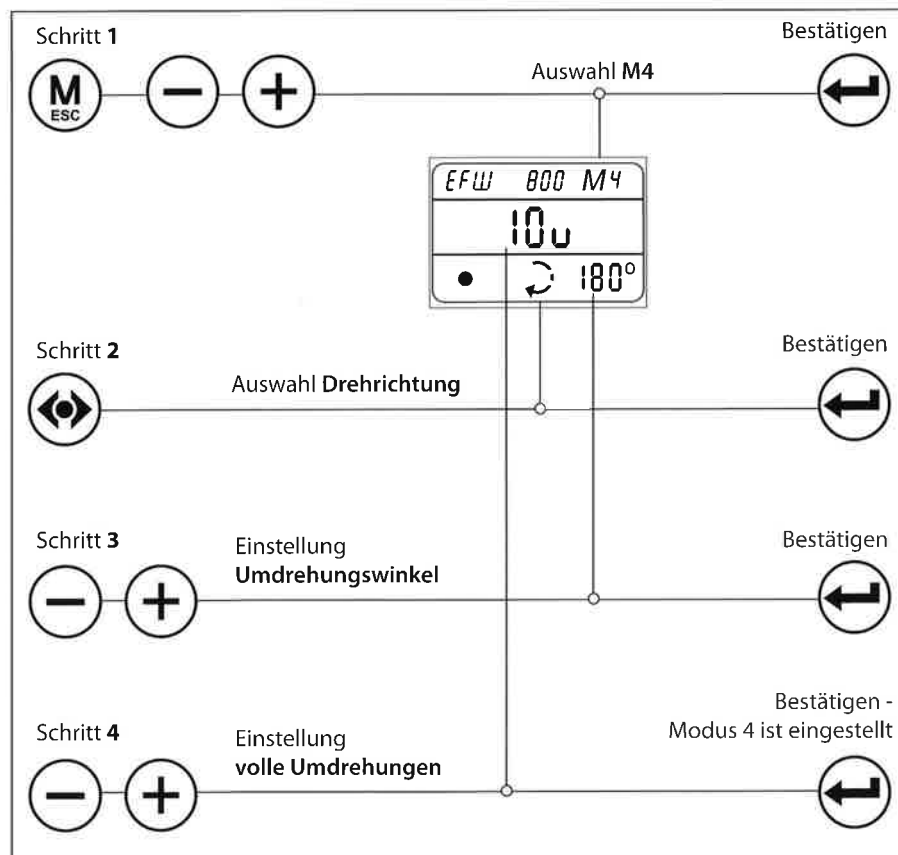 Schritt 1
Bestätigen
M
ESC
Auswahl M4
EFW 800 M4
10u
180°
Schritt 2
Bestätigen
Auswahl Drehrichtung
Schritt 3
Bestätigen
Einstellung
Umdrehungswinkel
Schritt 4
Bestätigen -
Modus 4 ist eingestellt
Einstellung
volle Umdrehungen